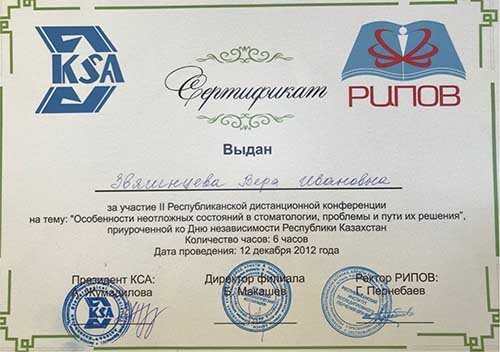 KSA
РИПОВ
Сертификат
Выдан
Звягинцева Вера Ивановна
за участие II Республиканской дистанционной конференции
на тему: "Особенности неотложных состояний в стоматологии, проблемы и пути их решения",
приуроченной ко Дню независимости Республики Казахстан
Количество часов: 6 часов
Дата проведения: 12 декабря 2012 года
Президент КСА: Директор филиала Ректор РИПОВ:
Жумадилова Б. Макашев Г. Пернебаев
KSA